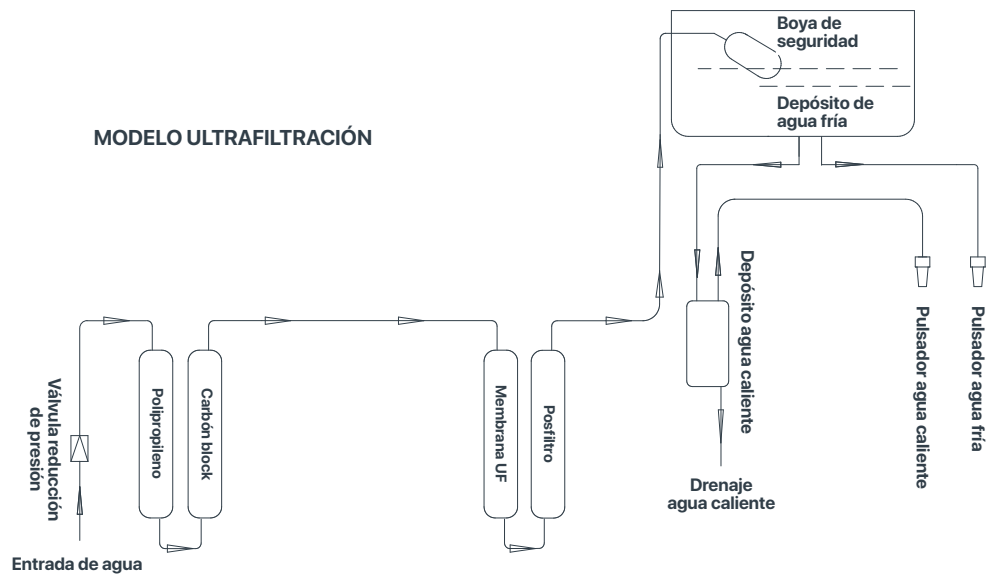 Boya de
seguridad
Depósito de
agua fría
MODELO ULTRAFILTRACIÓN
Válvula reducción
de presión
Polipropileno
Carbón block
Membrana UF
Posfiltro
Depósito agua caliente
Pulsador agua caliente
Pulsador agua fría
Drenaje
agua caliente
Entrada de agua